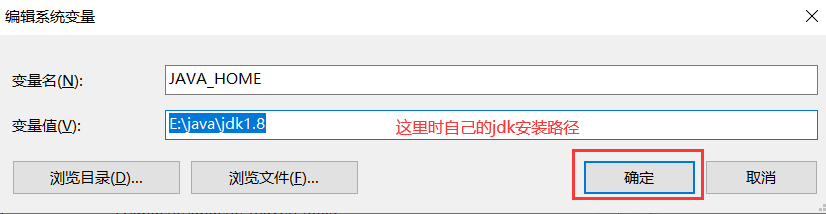 编辑系统变量
变量名(N):
JAVA_HOME
变量值(V):
E:\java\jdk1.8
这里时自己的jdk安装路径
浏览目录(D)...
浏览文件(F)...
确定
取消